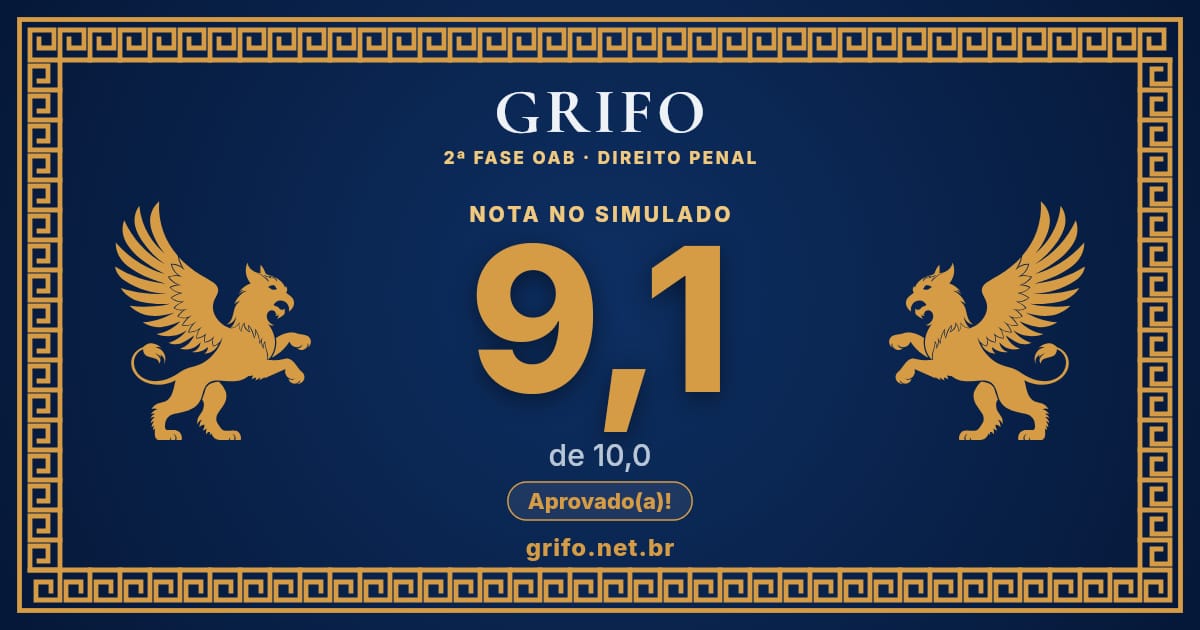 GRIFO
2ª FASE OAB · DIREITO PENAL
NOTA NO SIMULADO
9,1
de 10,0
Aprovado(a)!
grifo.net.br